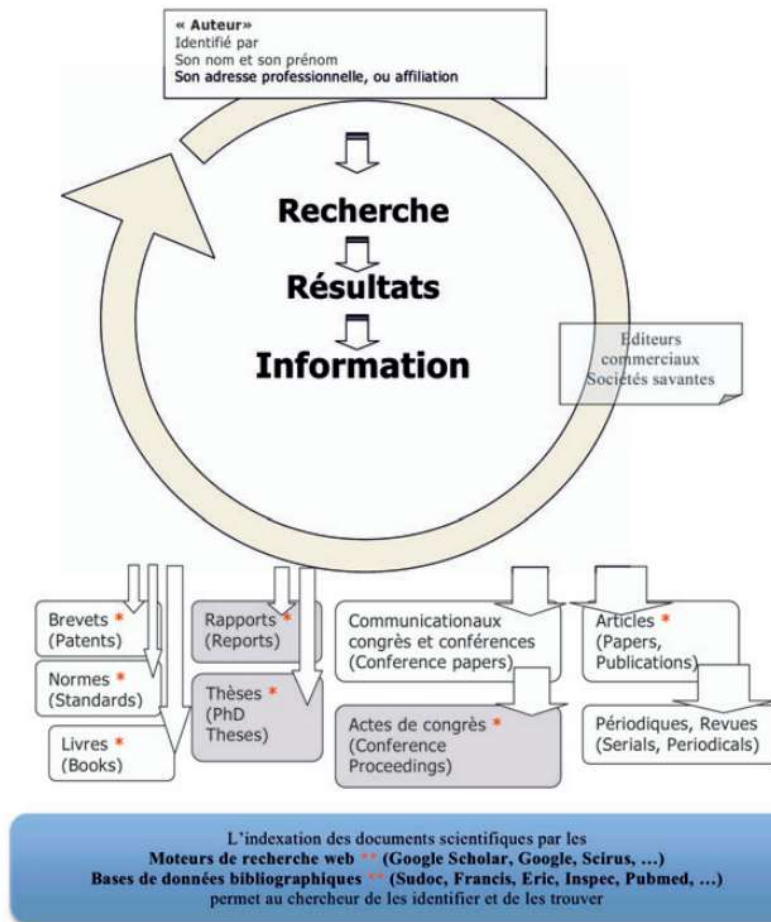 « Auteur»
Identifié par
Son nom et son prénom
Son adresse professionnelle, ou affiliation
Recherche
Résultats
Information
Editeurs
commerciaux
Sociétés savantes
Brevets *
(Patents)
Normes *
(Standards)
Livres *
(Books)
Rapports *
(Reports)
Thèses *
(PhD
Theses)
Communicationaux
congrès et conférences
(Conference papers)
Actes de congrès *
(Conference
Proceedings)
Articles *
(Papers,
Publications)
Périodiques, Revues
(Serials, Periodicals)
L'indexation des documents scientifiques par les
Moteurs de recherche web ** (Google Scholar, Google, Scirus, …)
Bases de données bibliographiques ** (Sudoc, Francis, Eric, Inspec, Pubmed, …)
permet au chercheur de les identifier et de les trouver